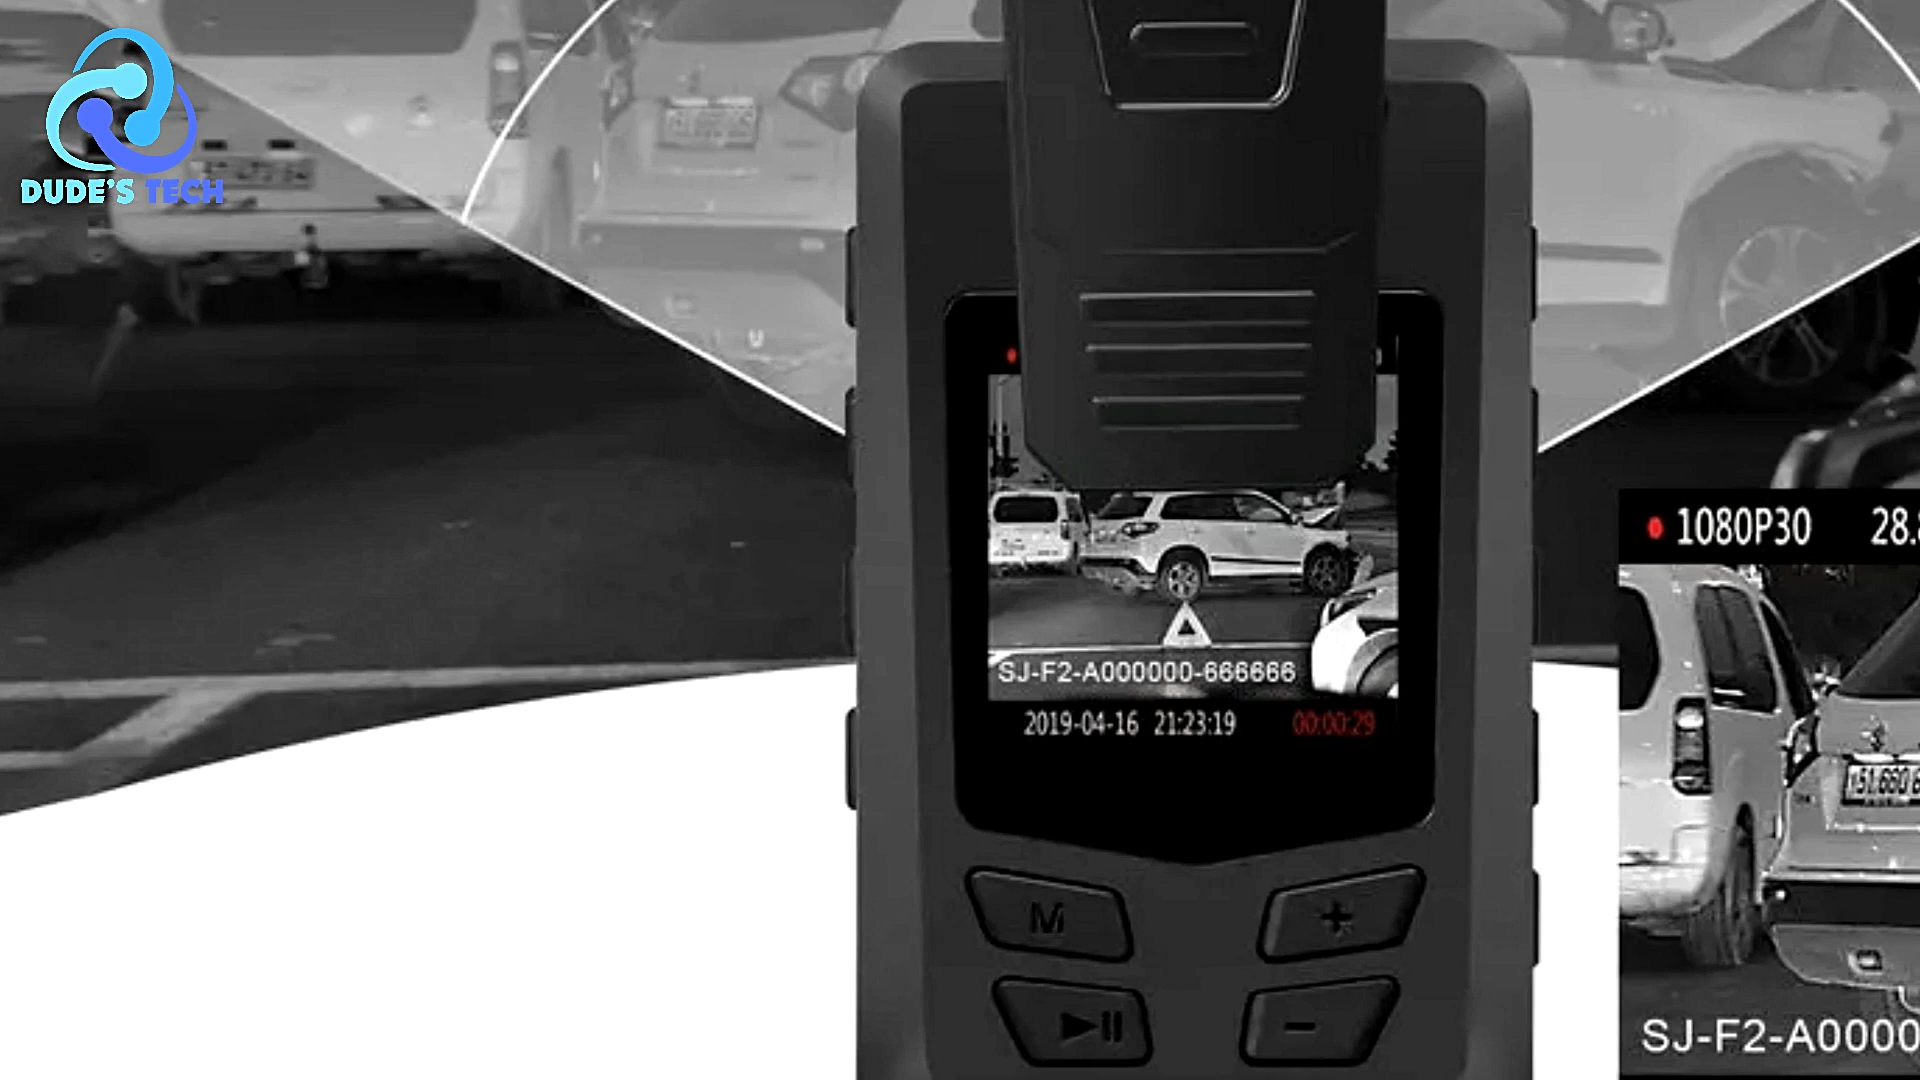 DUDE'S TECH
SJ-F2-A000000-666666
2019-04-16 21:23:19 00:00:29
M
+
-
1080P30 28.
SJ-F2-A0000